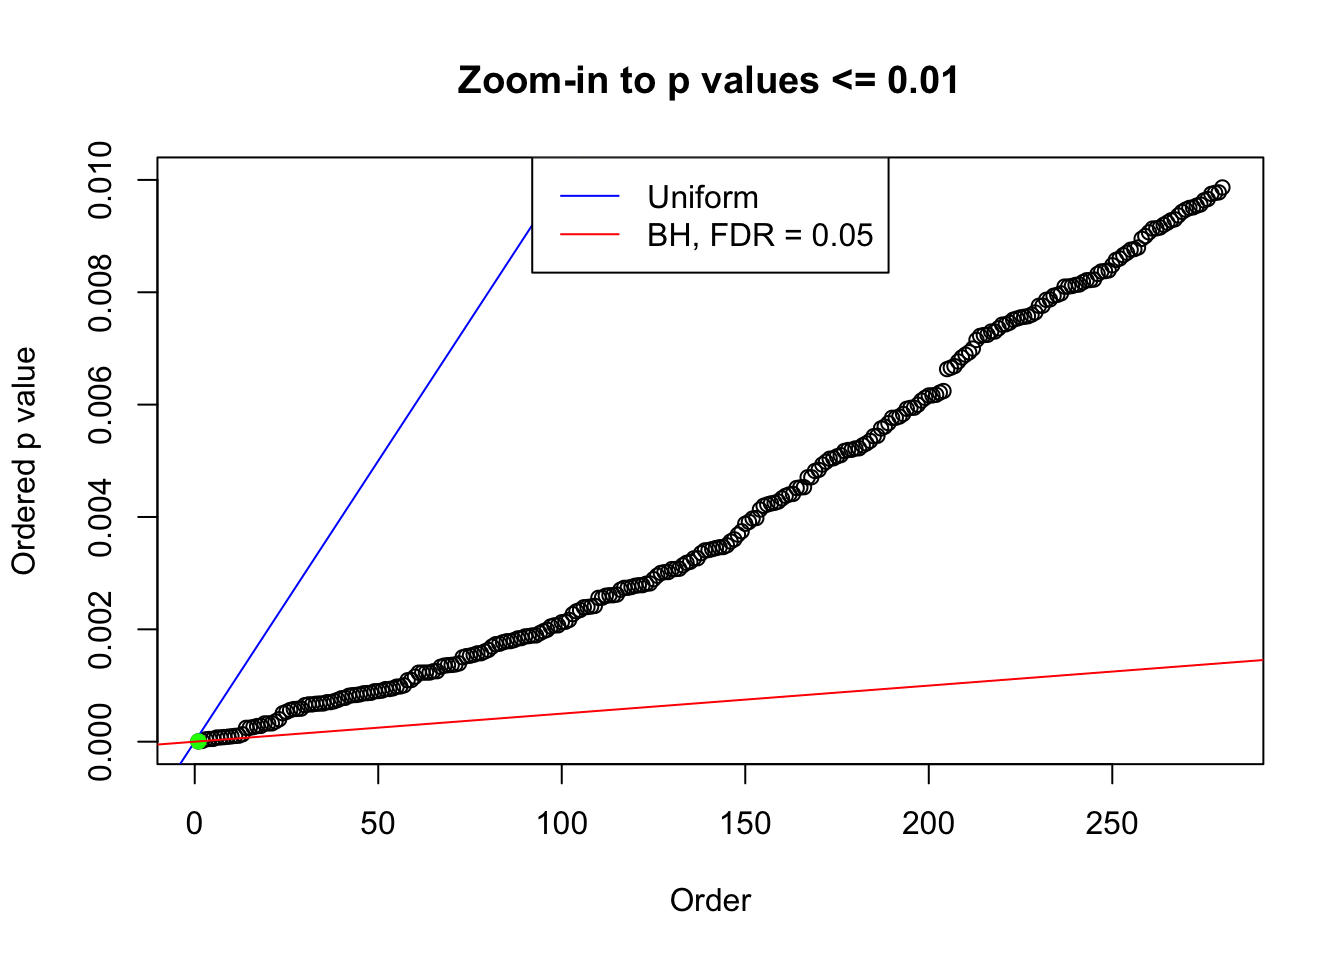 Zoom-in to p values <= 0.01
Uniform
BH, FDR = 0.05
Ordered p value
0.010
0.008
0.006
0.004
0.002
0.000
0 50 100 150 200 250
Order